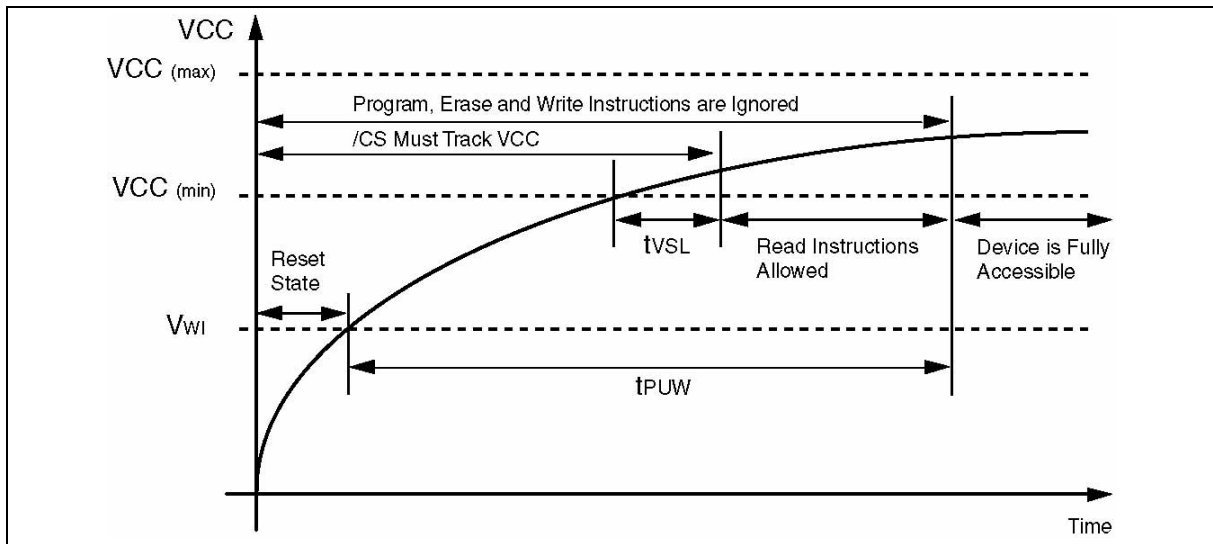 VCC
VCC (max)
Program, Erase and Write Instructions are Ignored
/CS Must Track VCC
VCC (min)
tVSL
Read Instructions
Allowed
Device is Fully
Accessible
Reset
State
VWI
tPUW
Time